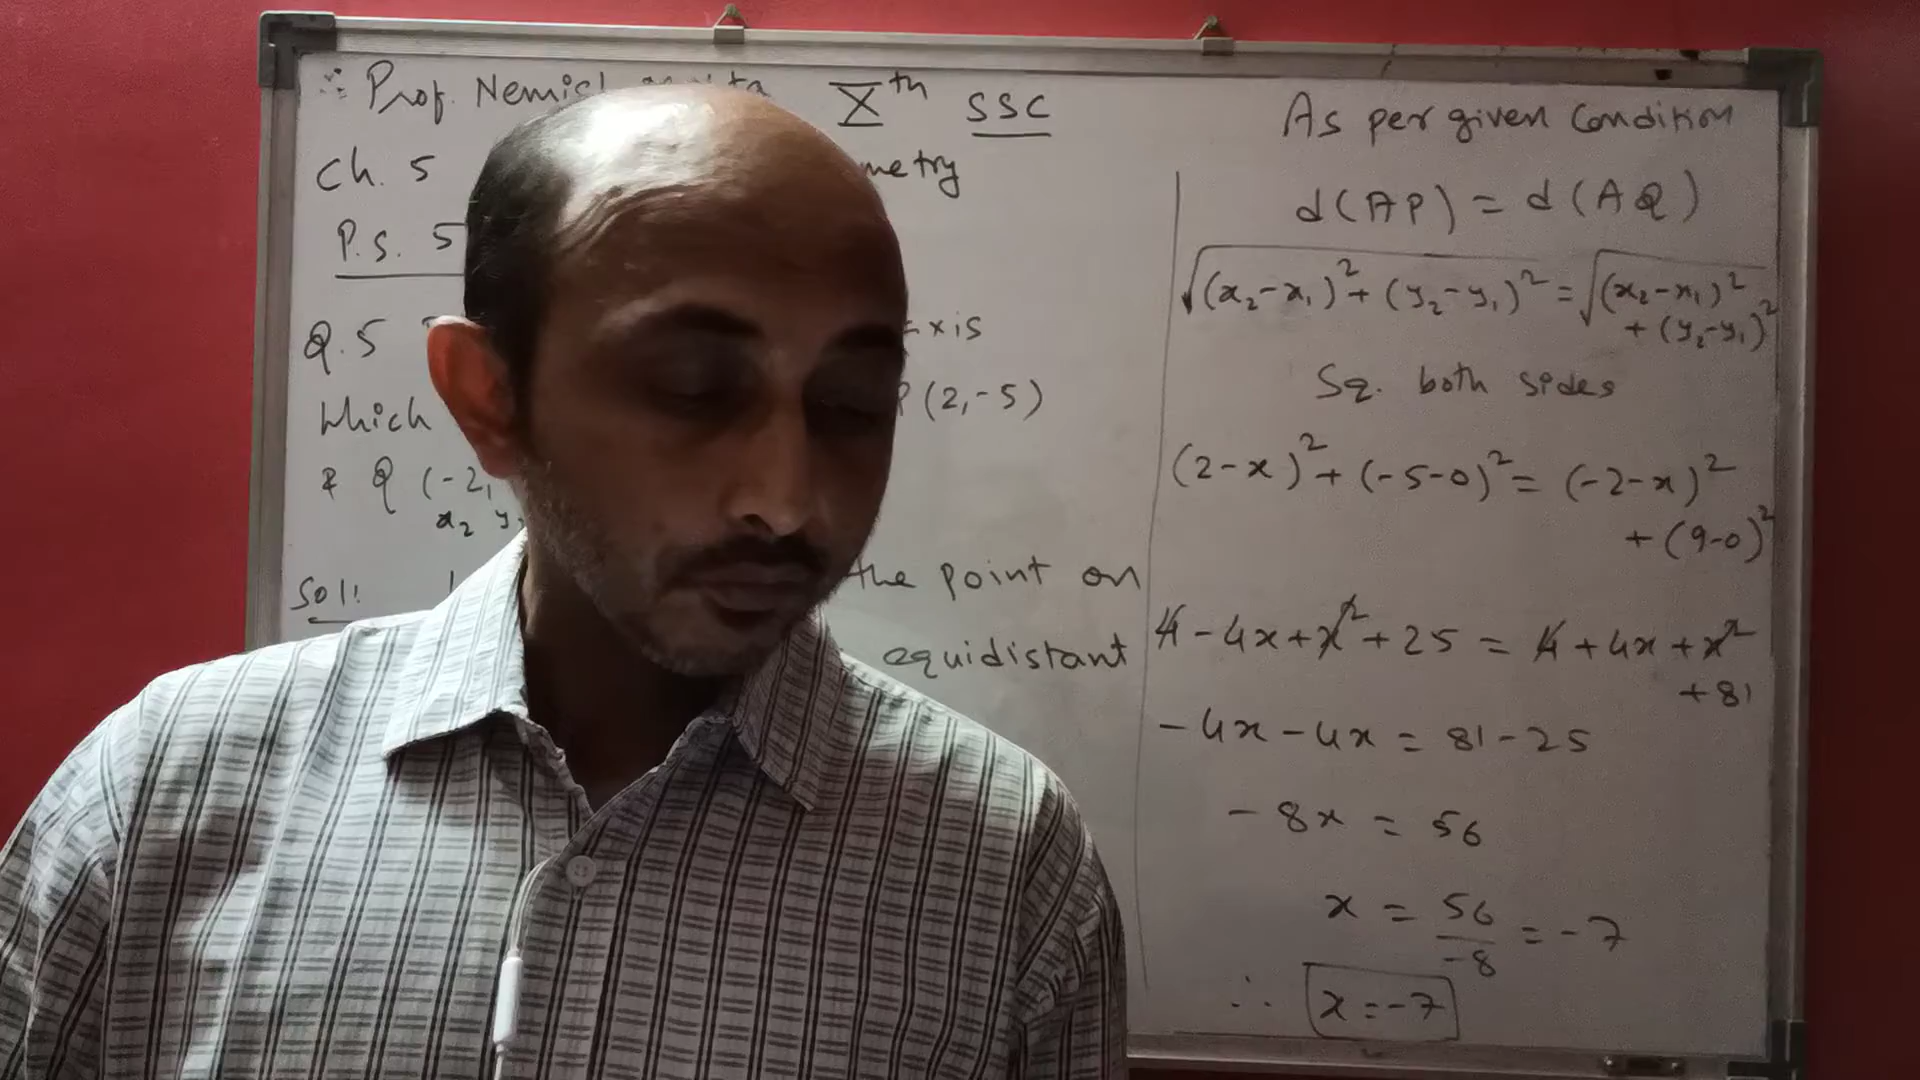 ∴ Prof. Xth SSC
Ch. 5 metry
P.S. 5
Q.5 xis
Which P(2,-5)
& Q (-2,
x₂ y₂
Sol: the point on
equidistant
As per given Condition
d(AP) = d(AQ)
√(x₂-x₁)²+(y₂-y₁)² = √(x₂-x₁)²
+(y₂-y₁)²
Sq. both sides
(2-x)²+(-5-0)² = (-2-x)²
+(9-0)²
4-4x+x²+25 = 4+4x+x²
+81
-4x-4x = 81-25
-8x = 56
x = 56/-8 = -7
∴ x=-7